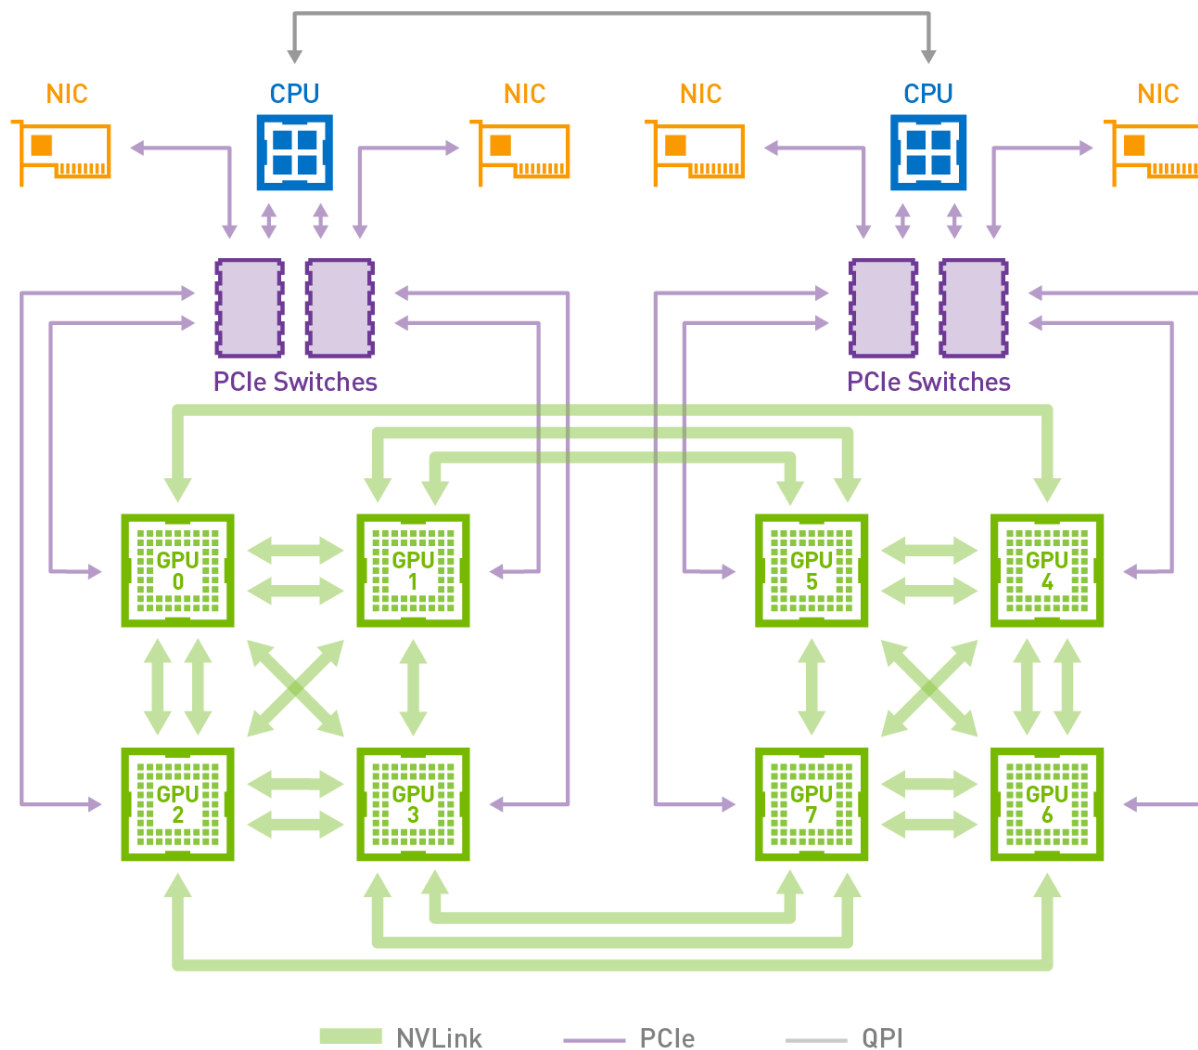 NIC
CPU
NIC
NIC
CPU
NIC
PCIe Switches
PCIe Switches
GPU
0
GPU
1
GPU
5
GPU
4
GPU
2
GPU
3
GPU
7
GPU
6
NVLink
PCIe
QPI